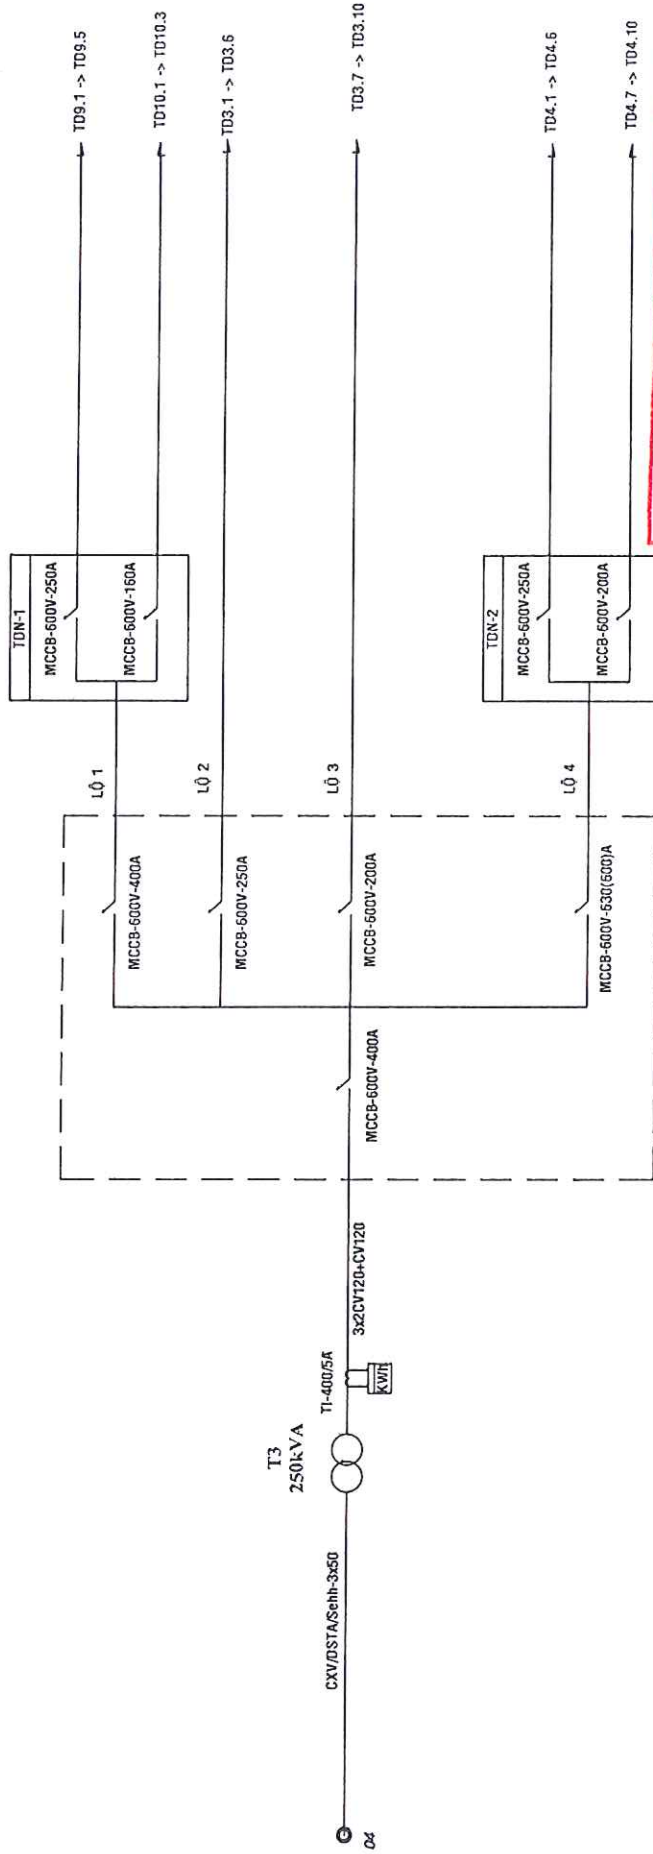 TD9.1 -> TD9.5
TD10.1 -> TD10.3
TD3.1 -> TD3.6
TD3.7 -> TD3.10
TD4.1 -> TD4.6
TD4.7 -> TD4.10
TDN-1
MCCB-600V-250A
MCCB-600V-160A
TDN-2
MCCB-600V-250A
MCCB-600V-200A
LỘ 1
LỘ 2
LỘ 3
LỘ 4
MCCB-600V-400A
MCCB-600V-250A
MCCB-600V-200A
MCCB-600V-630(600)A
MCCB-600V-400A
3x2CV120+CV120
TI-400/5A
KWh
T3
250kVA
CXV/DSTA/Sehh-3x50
04